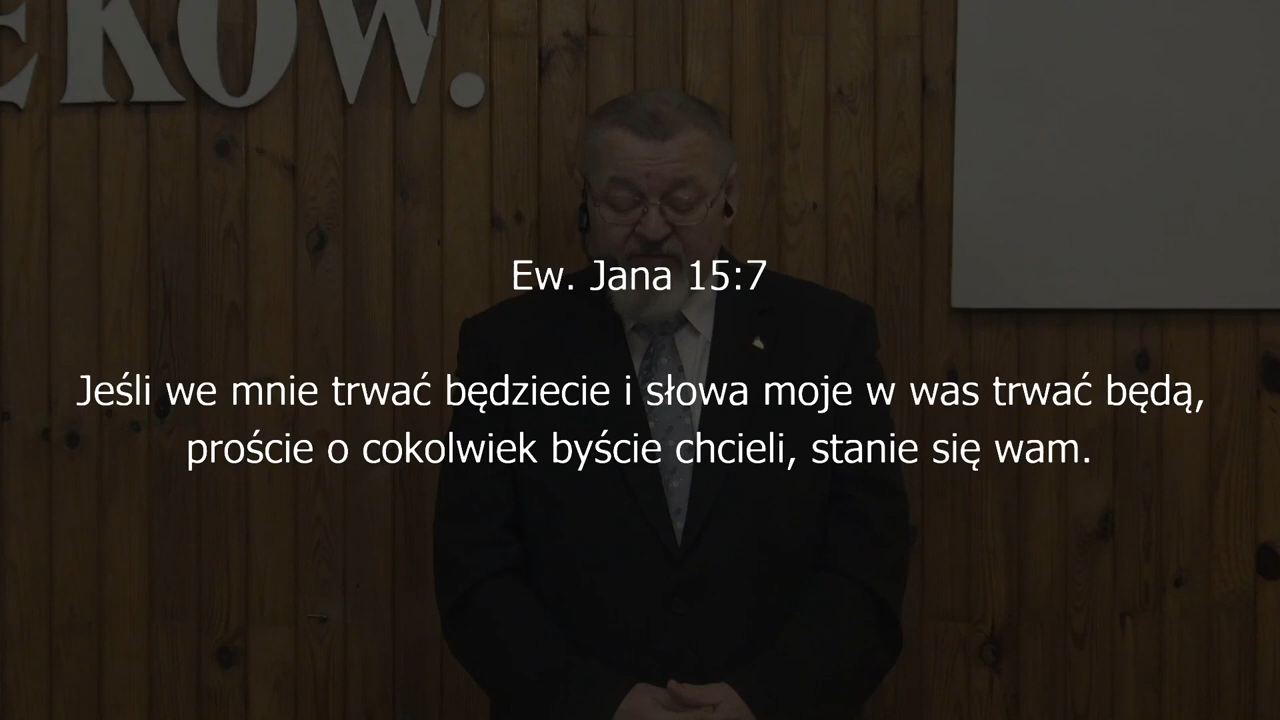 EKÓW.
Ew. Jana 15:7
Jeśli we mnie trwać będziecie i słowa moje w was trwać będą,
proście o cokolwiek byście chcieli, stanie się wam.